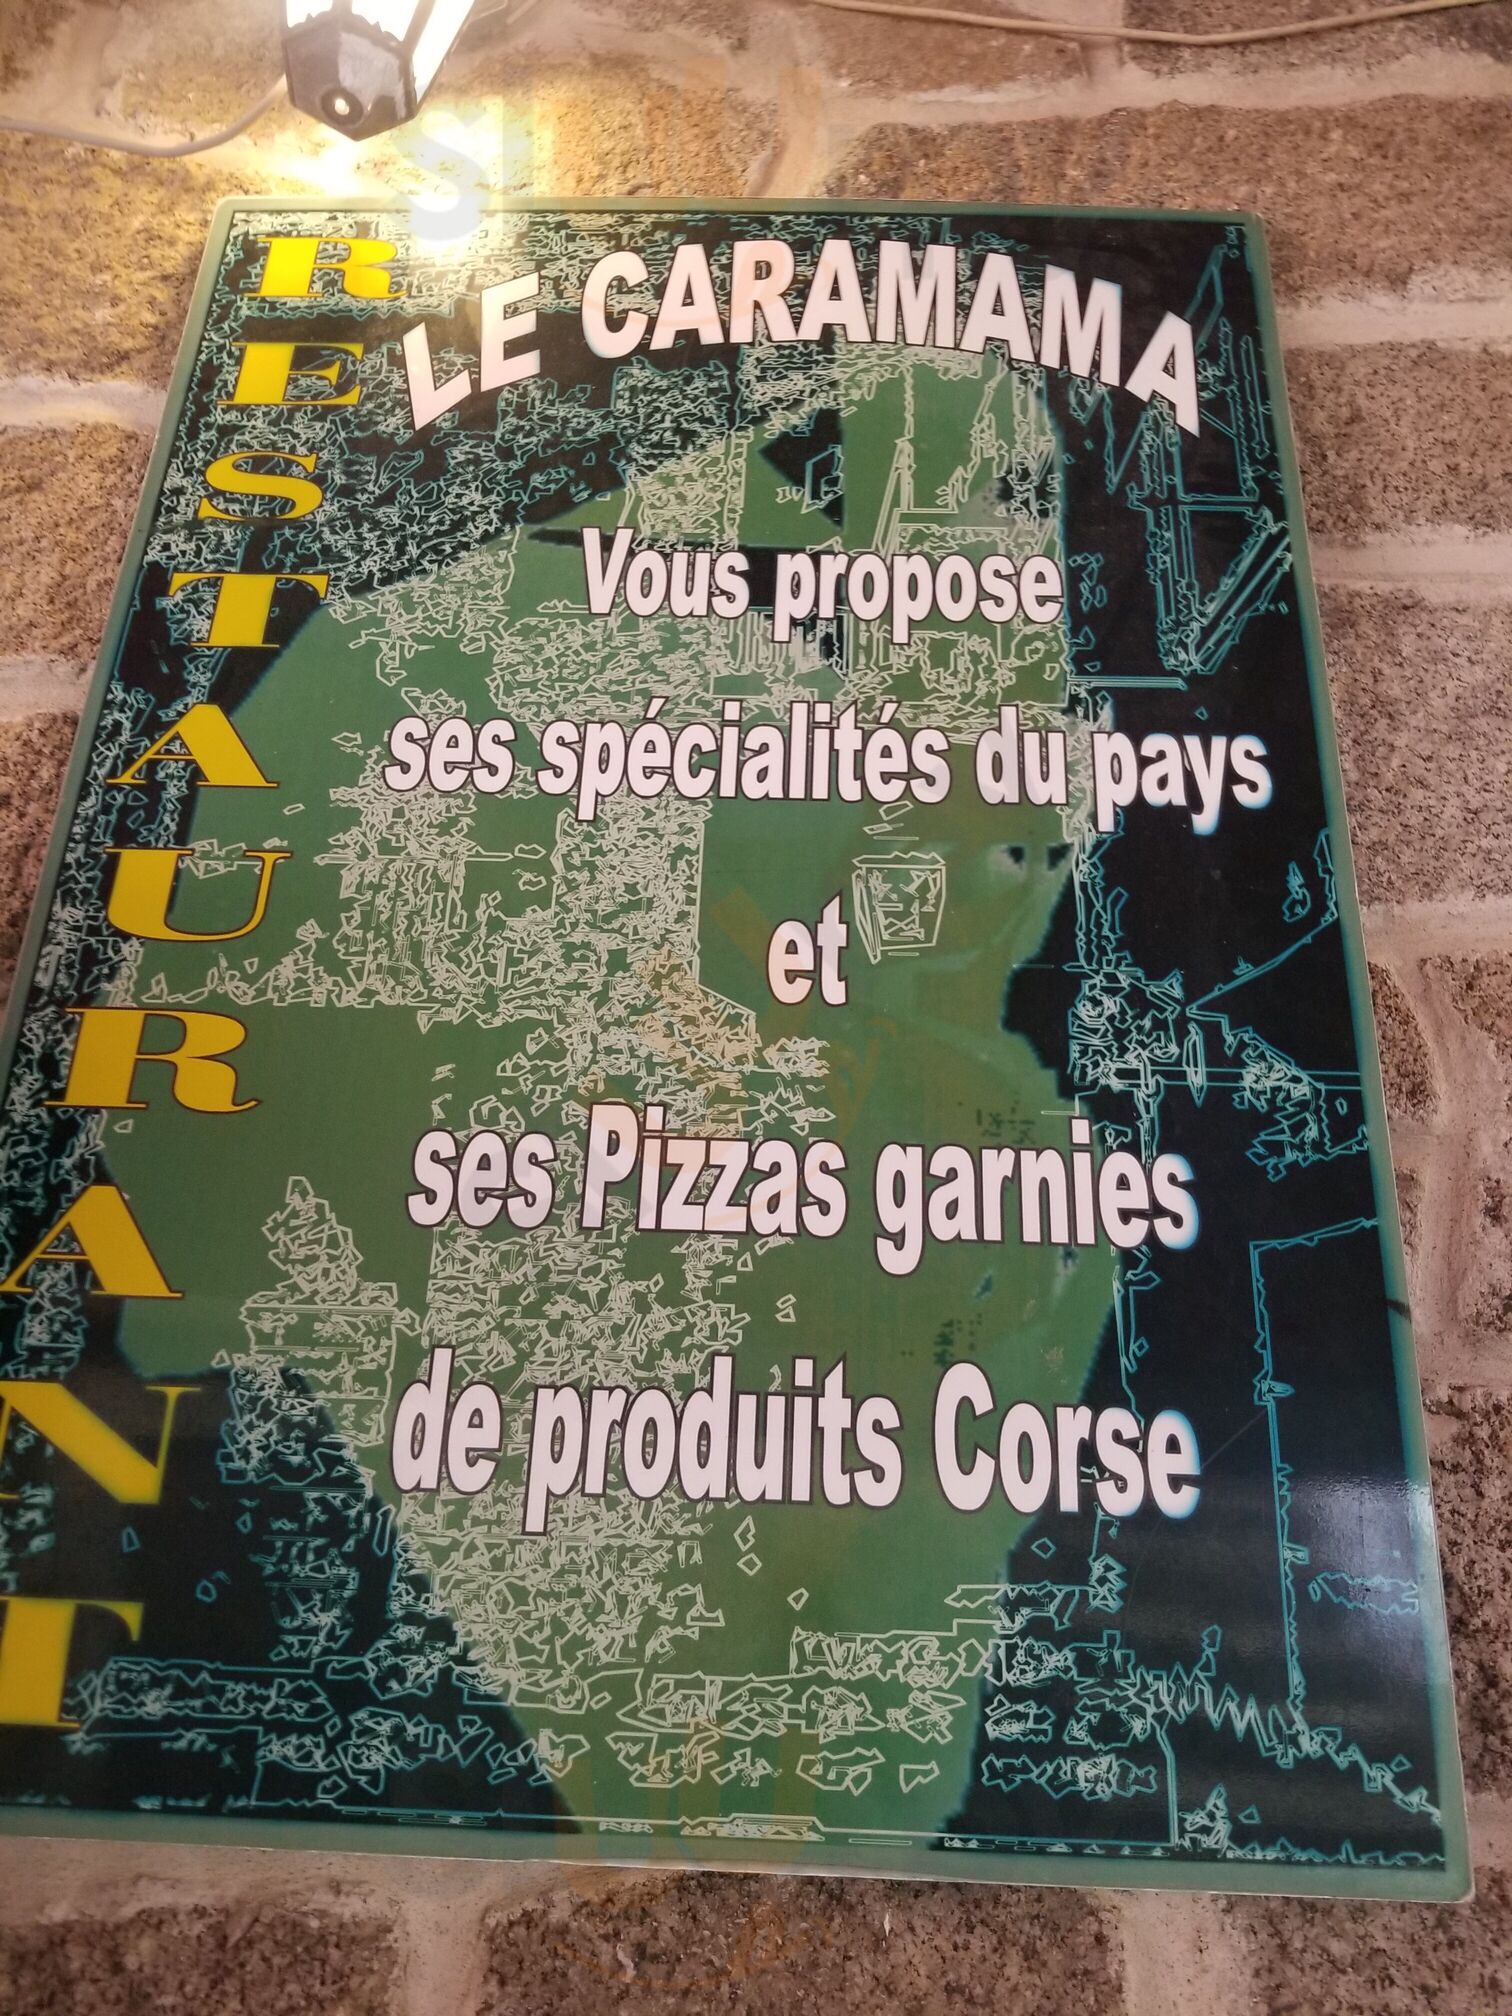 RESTAURANT
LE CARAMAMA
Vous propose
ses spécialités du pays
et
ses Pizzas garnies
de produits Corse